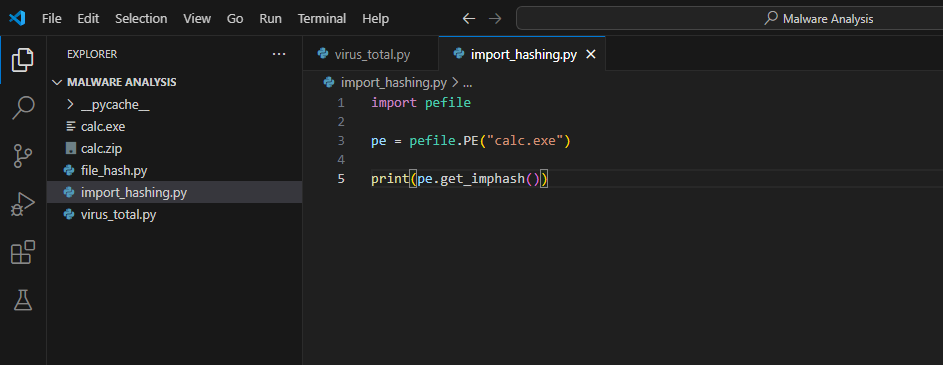 File Edit Selection View Go Run Terminal Help Malware Analysis
EXPLORER ...
MALWARE ANALYSIS
__pycache__
calc.exe
calc.zip
file_hash.py
import_hashing.py
virus_total.py
virus_total.py import_hashing.py
import_hashing.py > ...
1 import pefile
2
3 pe = pefile.PE("calc.exe")
4
5 print(pe.get_imphash())